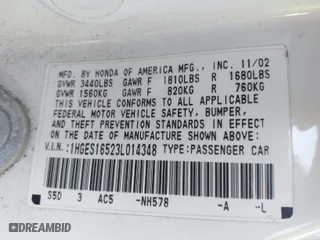 MFD. BY HONDA OF AMERICA MFG., INC. 11/02
GVWR 3440LBS GAWR F 1810LBS R 1680LBS
GVWR 1560KG GAWR F 820KG R 760KG
THIS VEHICLE CONFORMS TO ALL APPLICABLE
FEDERAL MOTOR VEHICLE SAFETY, BUMPER,
AND THEFT PREVENTION STANDARDS IN EFFECT
ON THE DATE OF MANUFACTURE SHOWN ABOVE.
V.I.N.: 1HGES16523L014348 TYPE: PASSENGER CAR
S5D 3 AC5 -NH578 -A -L
© DREAMBID.COM